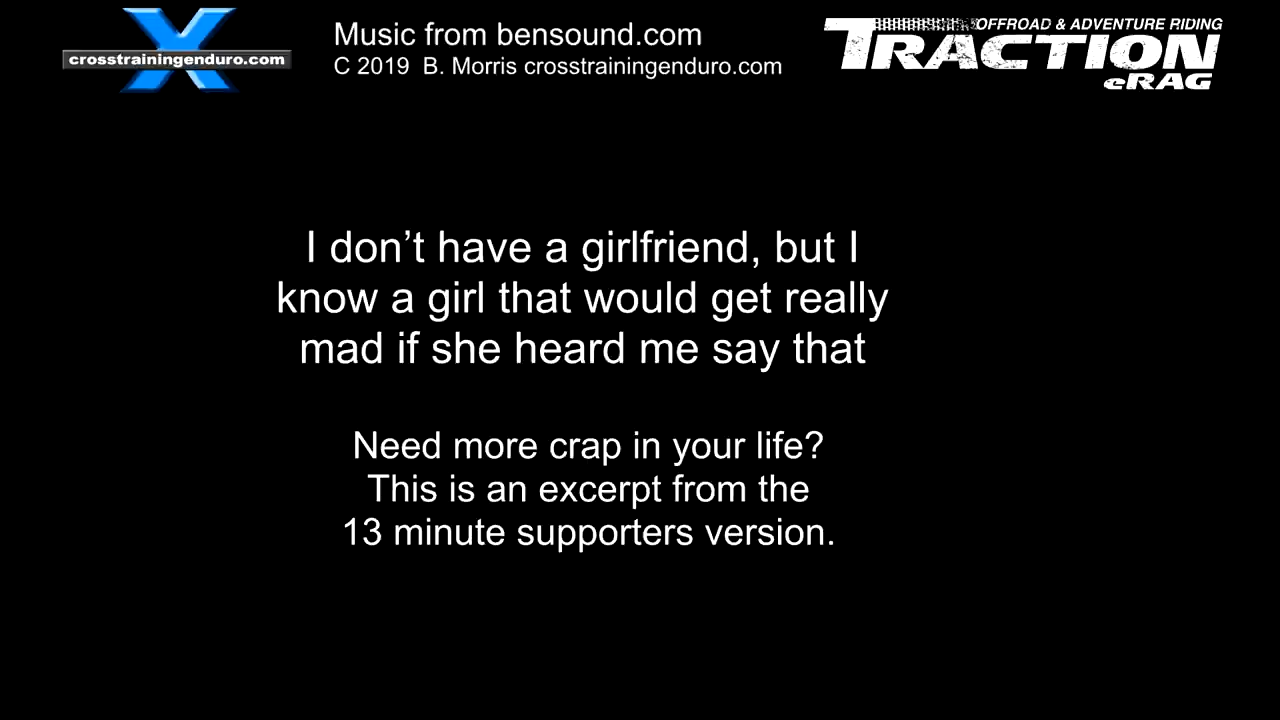 crosstrainingenduro.com
Music from bensound.com
C 2019 B. Morris crosstrainingenduro.com
OFFROAD & ADVENTURE RIDING
TRACTION
eRAG
I don’t have a girlfriend, but I
know a girl that would get really
mad if she heard me say that
Need more crap in your life?
This is an excerpt from the
13 minute supporters version.